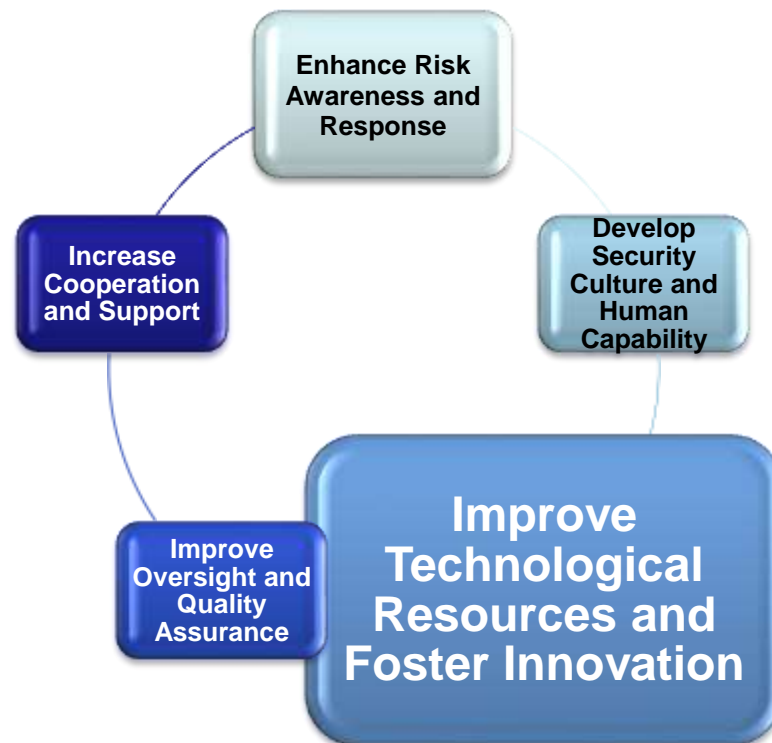 Enhance Risk
Awareness and
Response
Develop
Security
Culture and
Human
Capability
Improve
Technological
Resources and
Foster Innovation
Improve
Oversight and
Quality
Assurance
Increase
Cooperation
and Support